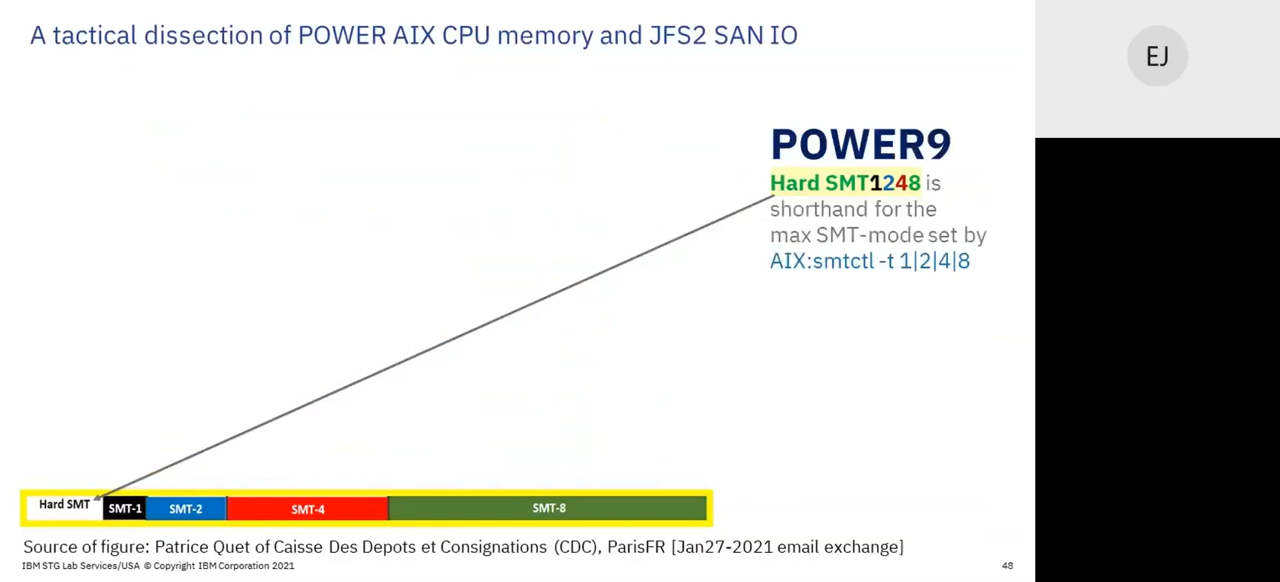 A tactical dissection of POWER AIX CPU memory and JFS2 SAN IO
EJ
POWER9
Hard SMT1248 is
shorthand for the
max SMT-mode set by
AIX:smtctl -t 1|2|4|8
Hard SMT SMT-1 SMT-2 SMT-4 SMT-8
Source of figure: Patrice Quet of Caisse Des Depots et Consignations (CDC), ParisFR [Jan27-2021 email exchange]
IBM STG Lab Services/USA © Copyright IBM Corporation 2021
48